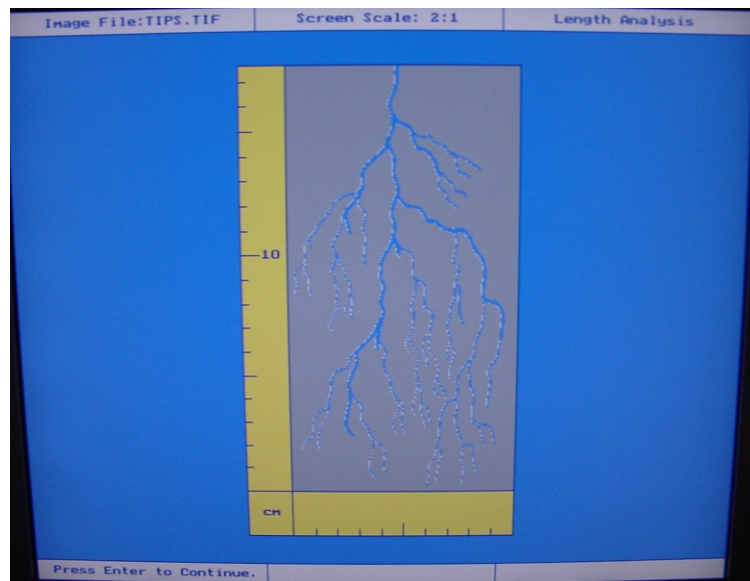 Image File:TIPS.TIF Screen Scale: 2:1 Length Analysis
10
CM
Press Enter to Continue.